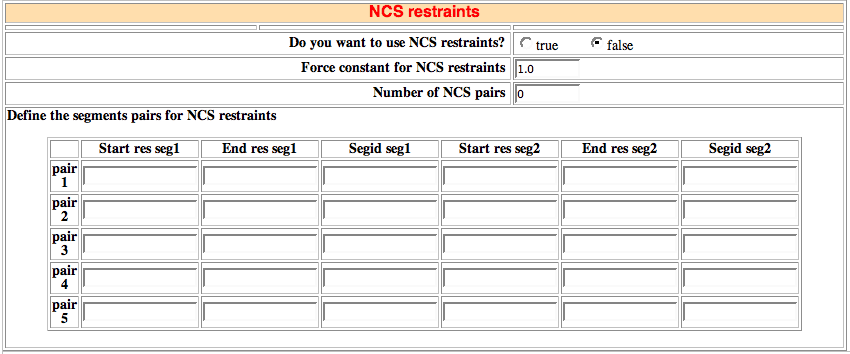 NCS restraints
Do you want to use NCS restraints? true false
Force constant for NCS restraints 1.0
Number of NCS pairs 0
Define the segments pairs for NCS restraints
Start res seg1 End res seg1 Segid seg1 Start res seg2 End res seg2 Segid seg2
pair
1
pair
2
pair
3
pair
4
pair
5